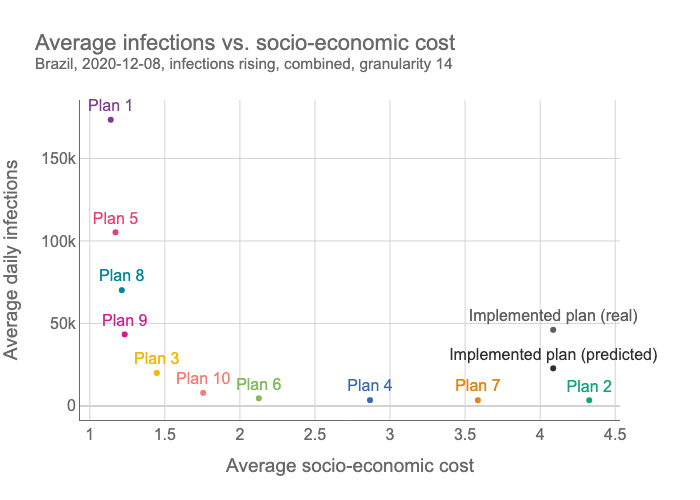 Average infections vs. socio-economic cost
Brazil, 2020-12-08, infections rising, combined, granularity 14
Plan 1
150k
Plan 5
100k
Plan 8
Plan 9
Implemented plan (real)
50k
Implemented plan (predicted)
Plan 3
Plan 10
Plan 6
Plan 4
Plan 7
Plan 2
0
1
1.5
2
2.5
3
3.5
4
4.5
Average socio-economic cost
Average daily infections